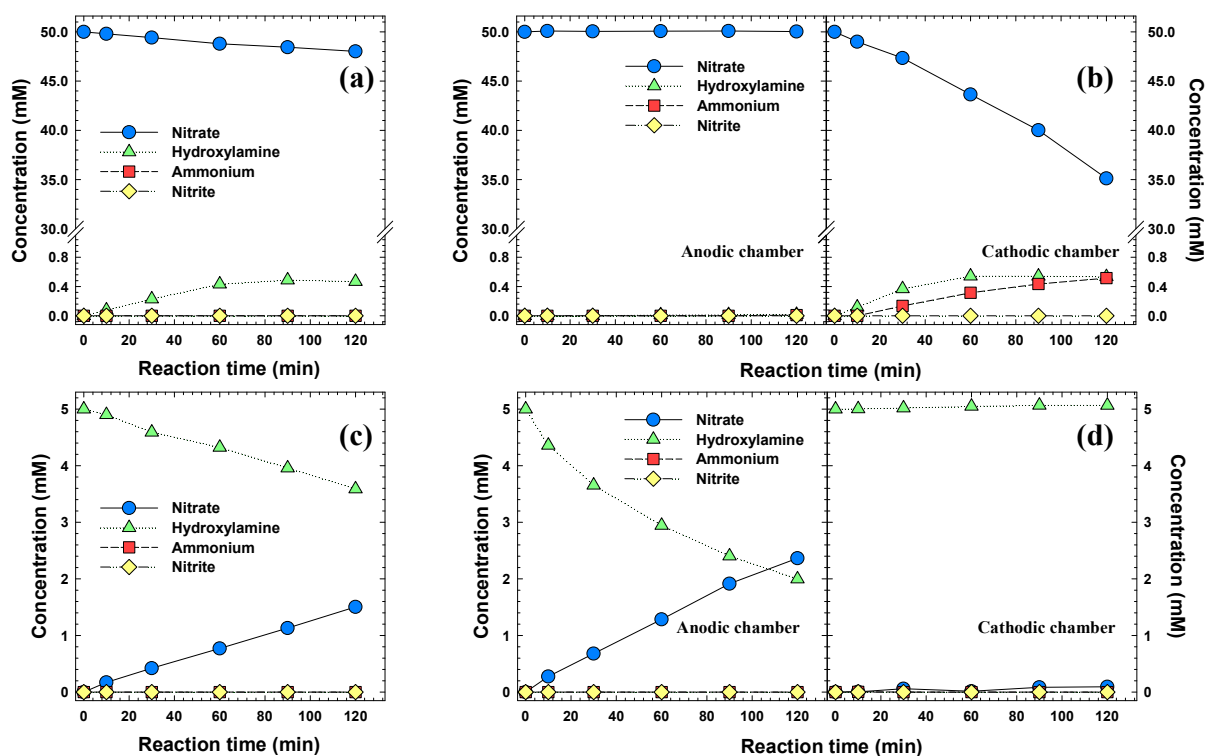 (a)
Concentration (mM)
50.0
45.0
40.0
35.0
30.0
0.8
0.4
0.0
Nitrate
Hydroxylamine
Ammonium
Nitrite
0 20 40 60 80 100 120
Reaction time (min)
(b)
Concentration (mM)
50.0
45.0
40.0
35.0
30.0
0.8
0.4
0.0
Nitrate
Hydroxylamine
Ammonium
Nitrite
Anodic chamber
Cathodic chamber
50.0
45.0
40.0
35.0
30.0
0.8
0.4
0.0
Concentration (mM)
0 20 40 60 80 100 120
0 20 40 60 80 100 120
Reaction time (min)
Reaction time (min)
(c)
Concentration (mM)
5
4
3
2
1
0
Nitrate
Hydroxylamine
Ammonium
Nitrite
0 20 40 60 80 100 120
Reaction time (min)
(d)
Concentration (mM)
5
4
3
2
1
0
Nitrate
Hydroxylamine
Ammonium
Nitrite
Anodic chamber
Cathodic chamber
5
4
3
2
1
0
Concentration (mM)
0 20 40 60 80 100 120
0 20 40 60 80 100 120
Reaction time (min)
Reaction time (min)